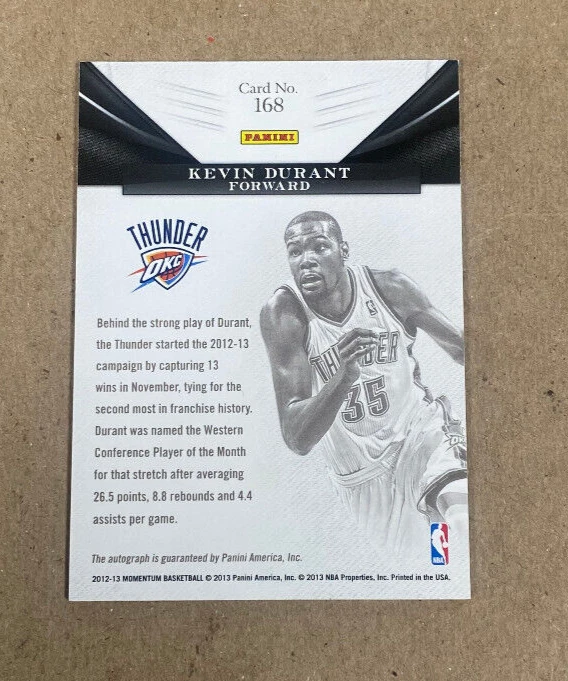 Card No.
168
PANINI
KEVIN DURANT
FORWARD
THUNDER
OKC
Behind the strong play of Durant,
the Thunder started the 2012-13
campaign by capturing 13
wins in November, tying for the
second most in franchise history.
Durant was named the Western
Conference Player of the Month
for that stretch after averaging
26.5 points, 8.8 rebounds and 4.4
assists per game.
THUNDER
35
The autograph is guaranteed by Panini America, Inc.
NBA
2012-13 MOMENTUM BASKETBALL © 2013 Panini America, Inc. © 2013 NBA Properties, Inc. Printed in the USA.